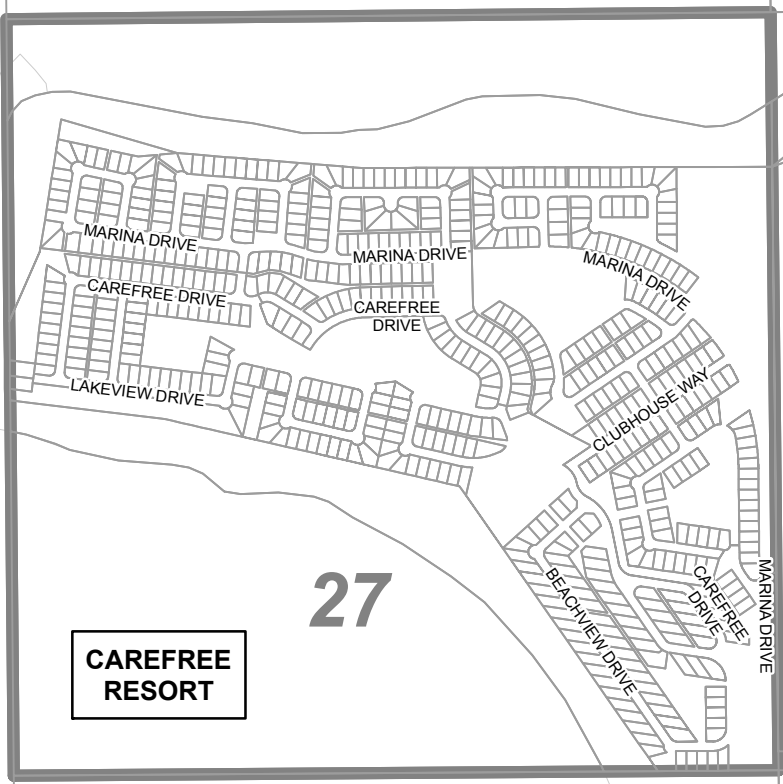 MARINA DRIVE
MARINA DRIVE
MARINA DRIVE
CAREFREE DRIVE
CAREFREE
DRIVE
LAKEVIEW DRIVE
CLUBHOUSE WAY
BEACHVIEW DRIVE
CAREFREE
DRIVE
MARINA DRIVE
27
CAREFREE
RESORT